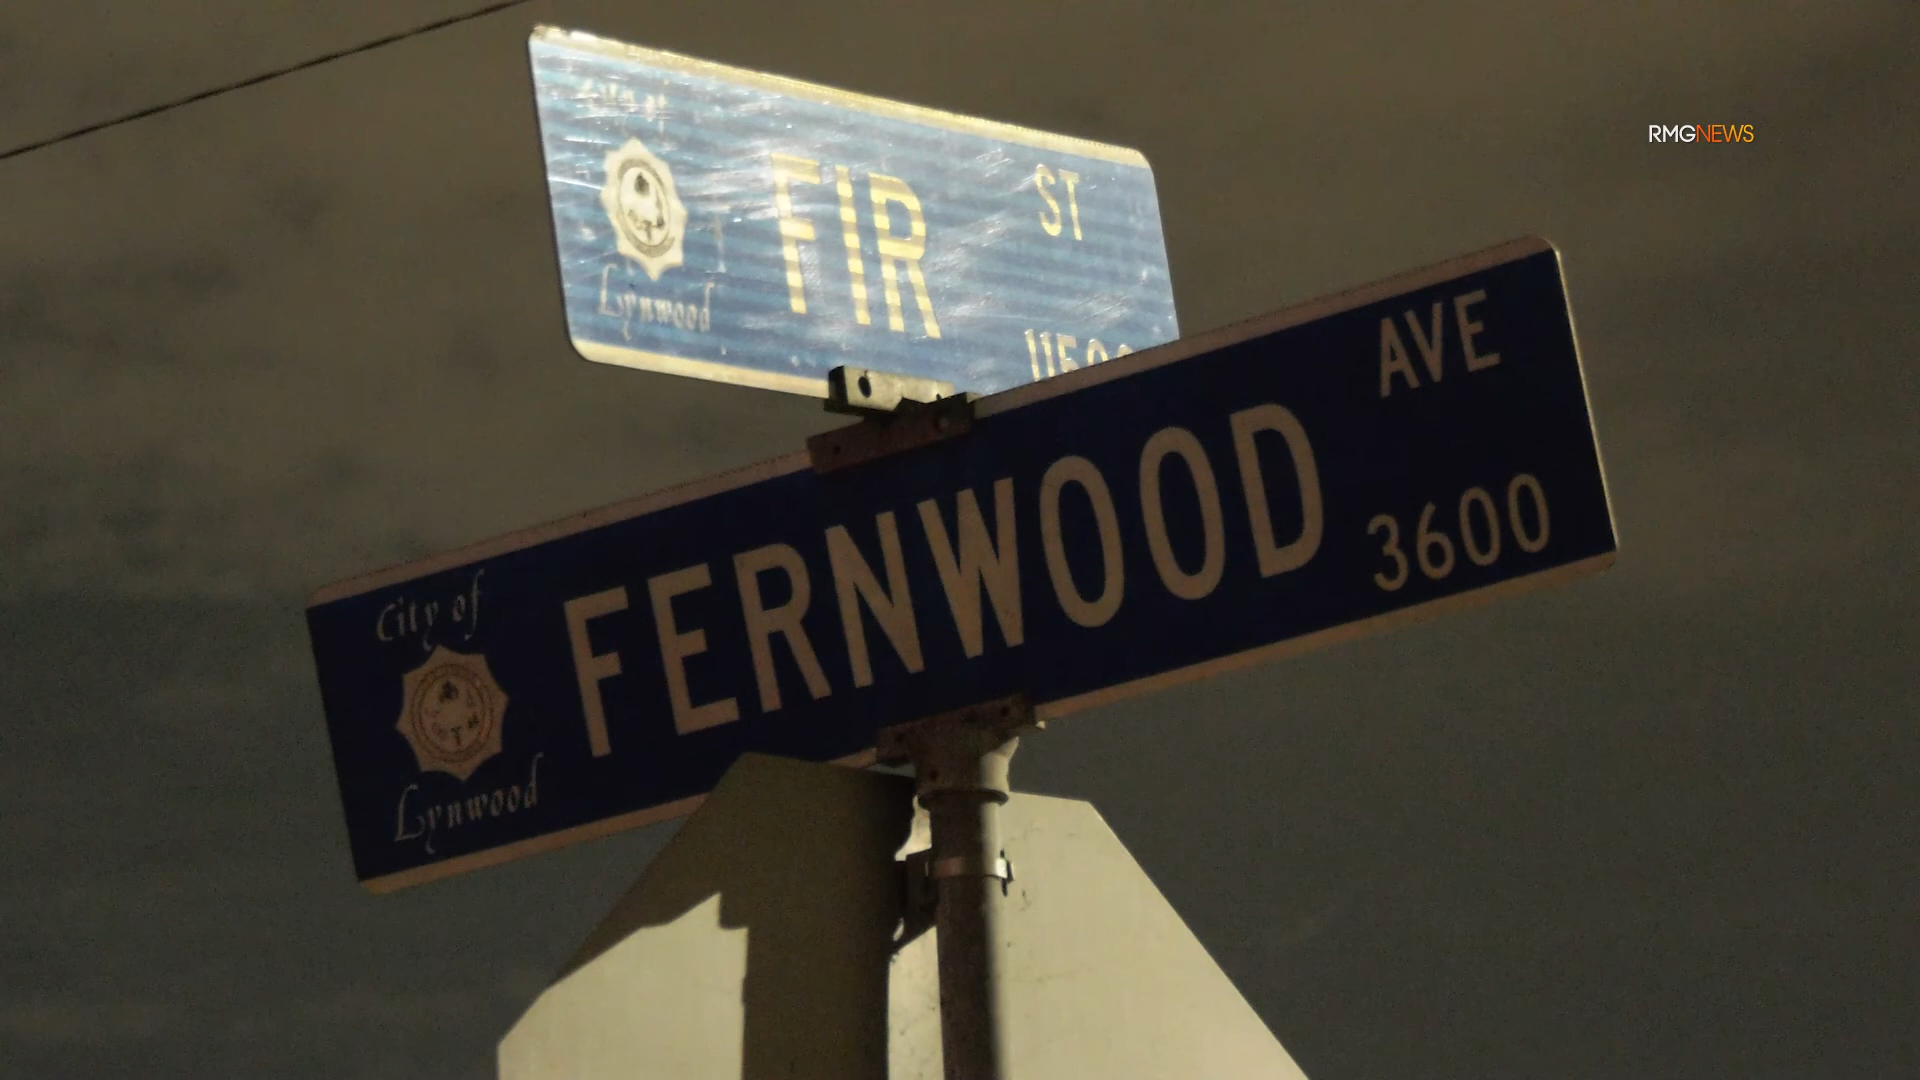 City of
Lynwood
FIR
ST
RMGNEWS
AVE
FERNWOOD
3600
City of
Lynwood